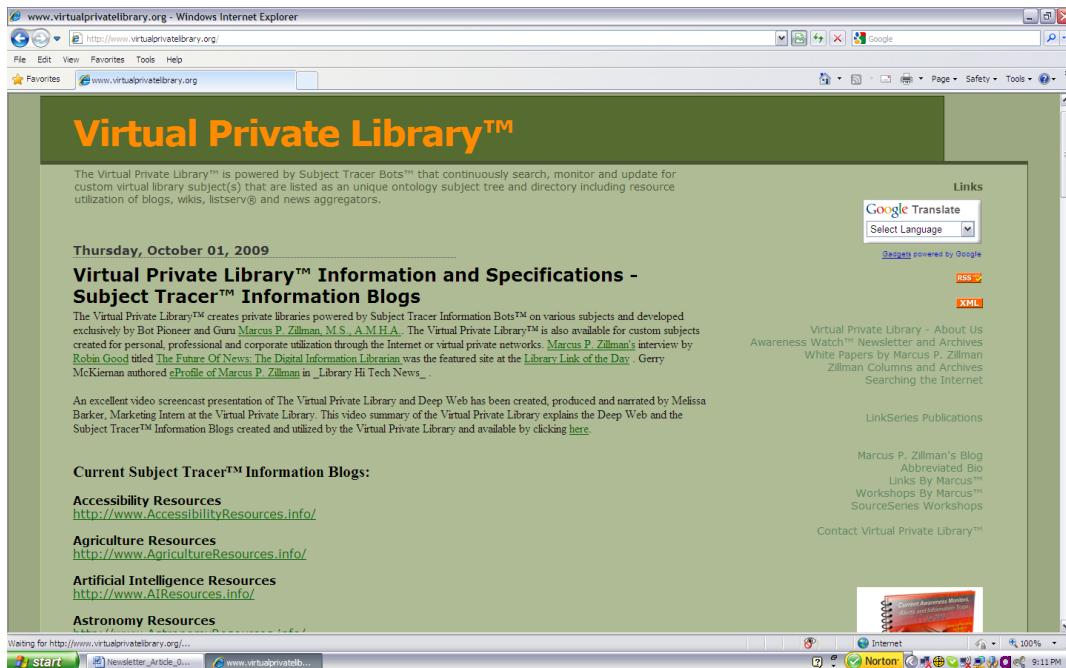 www.virtualprivatelibrary.org - Windows Internet Explorer
http://www.virtualprivatelibrary.org/
Google
File Edit View Favorites Tools Help
Favorites www.virtualprivatelibrary.org
Page Safety Tools
Virtual Private Library™
The Virtual Private Library™ is powered by Subject Tracer Bots™ that continuously search, monitor and update for
custom virtual library subject(s) that are listed as an unique ontology subject tree and directory including resource
utilization of blogs, wikis, listserv® and news aggregators.
Thursday, October 01, 2009
Virtual Private Library™ Information and Specifications -
Subject Tracer™ Information Blogs
The Virtual Private Library™ creates private libraries powered by Subject Tracer Information Bots™ on various subjects and developed
exclusively by Bot Pioneer and Guru Marcus P. Zillman, M.S., A.M.H.A.. The Virtual Private Library™ is also available for custom subjects
created for personal, professional and corporate utilization through the Internet or virtual private networks. Marcus P. Zillman's interview by
Robin Good titled The Future Of News: The Digital Information Librarian was the featured site at the Library Link of the Day . Gerry
McKiernan authored eProfile of Marcus P. Zillman in _Library Hi Tech News_ .
An excellent video screencast presentation of The Virtual Private Library and Deep Web has been created, produced and narrated by Melissa
Barker, Marketing Intern at the Virtual Private Library. This video summary of the Virtual Private Library explains the Deep Web and the
Subject Tracer™ Information Blogs created and utilized by the Virtual Private Library and available by clicking here.
Current Subject Tracer™ Information Blogs:
Accessibility Resources
http://www.AccessibilityResources.info/
Agriculture Resources
http://www.AgricultureResources.info/
Artificial Intelligence Resources
http://www.AIResources.info/
Astronomy Resources
http://www.AstronomyResources.info/
Links
Google Translate
Select Language
Gadgets powered by Google
RSS
XML
Virtual Private Library - About Us
Awareness Watch™ Newsletter and Archives
White Papers by Marcus P. Zillman
Zillman Columns and Archives
Searching the Internet
LinkSeries Publications
Marcus P. Zillman's Blog
Abbreviated Bio
Links By Marcus™
Workshops By Marcus™
SourceSeries Workshops
Contact Virtual Private Library™
Current Awareness Monitors,
Alerts and Information Traps
Waiting for http://www.virtualprivatelibrary.org/...
Internet
100%
start
Newsletter_Article_0...
www.virtualprivatelib...
Norton
9:11 PM